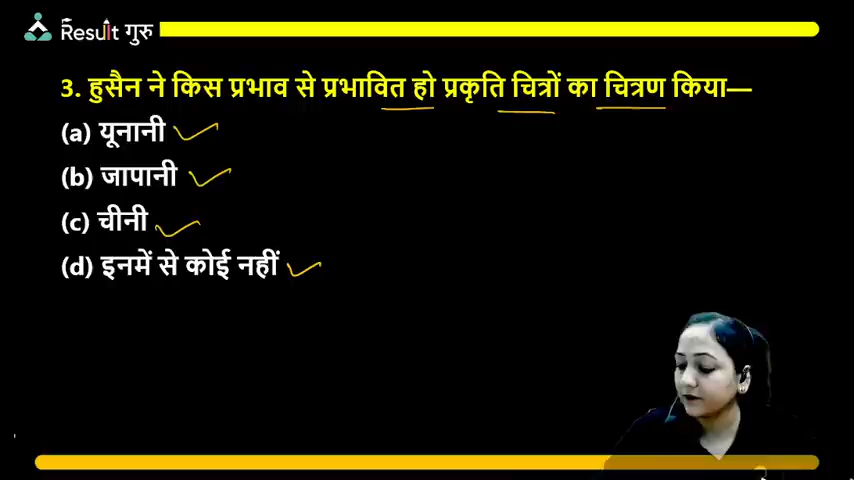 Result गुरु
3. हुसैन ने किस प्रभाव से प्रभावित हो प्रकृति चित्रों का चित्रण किया—
(a) यूनानी
(b) जापानी
(c) चीनी
(d) इनमें से कोई नहीं